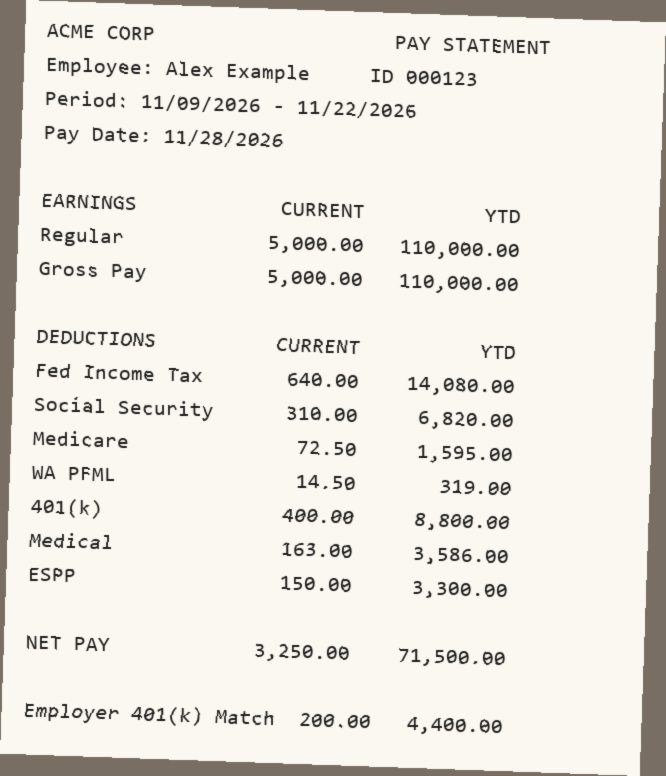 ACME CORP PAY STATEMENT
Employee: Alex Example ID 000123
Period: 11/09/2026 - 11/22/2026
Pay Date: 11/28/2026
EARNINGS CURRENT YTD
Regular 5,000.00 110,000.00
Gross Pay 5,000.00 110,000.00
DEDUCTIONS CURRENT YTD
Fed Income Tax 640.00 14,080.00
Social Security 310.00 6,820.00
Medicare 72.50 1,595.00
WA PFML 14.50 319.00
401(k) 400.00 8,800.00
Medical 163.00 3,586.00
ESPP 150.00 3,300.00
NET PAY 3,250.00 71,500.00
Employer 401(k) Match 200.00 4,400.00